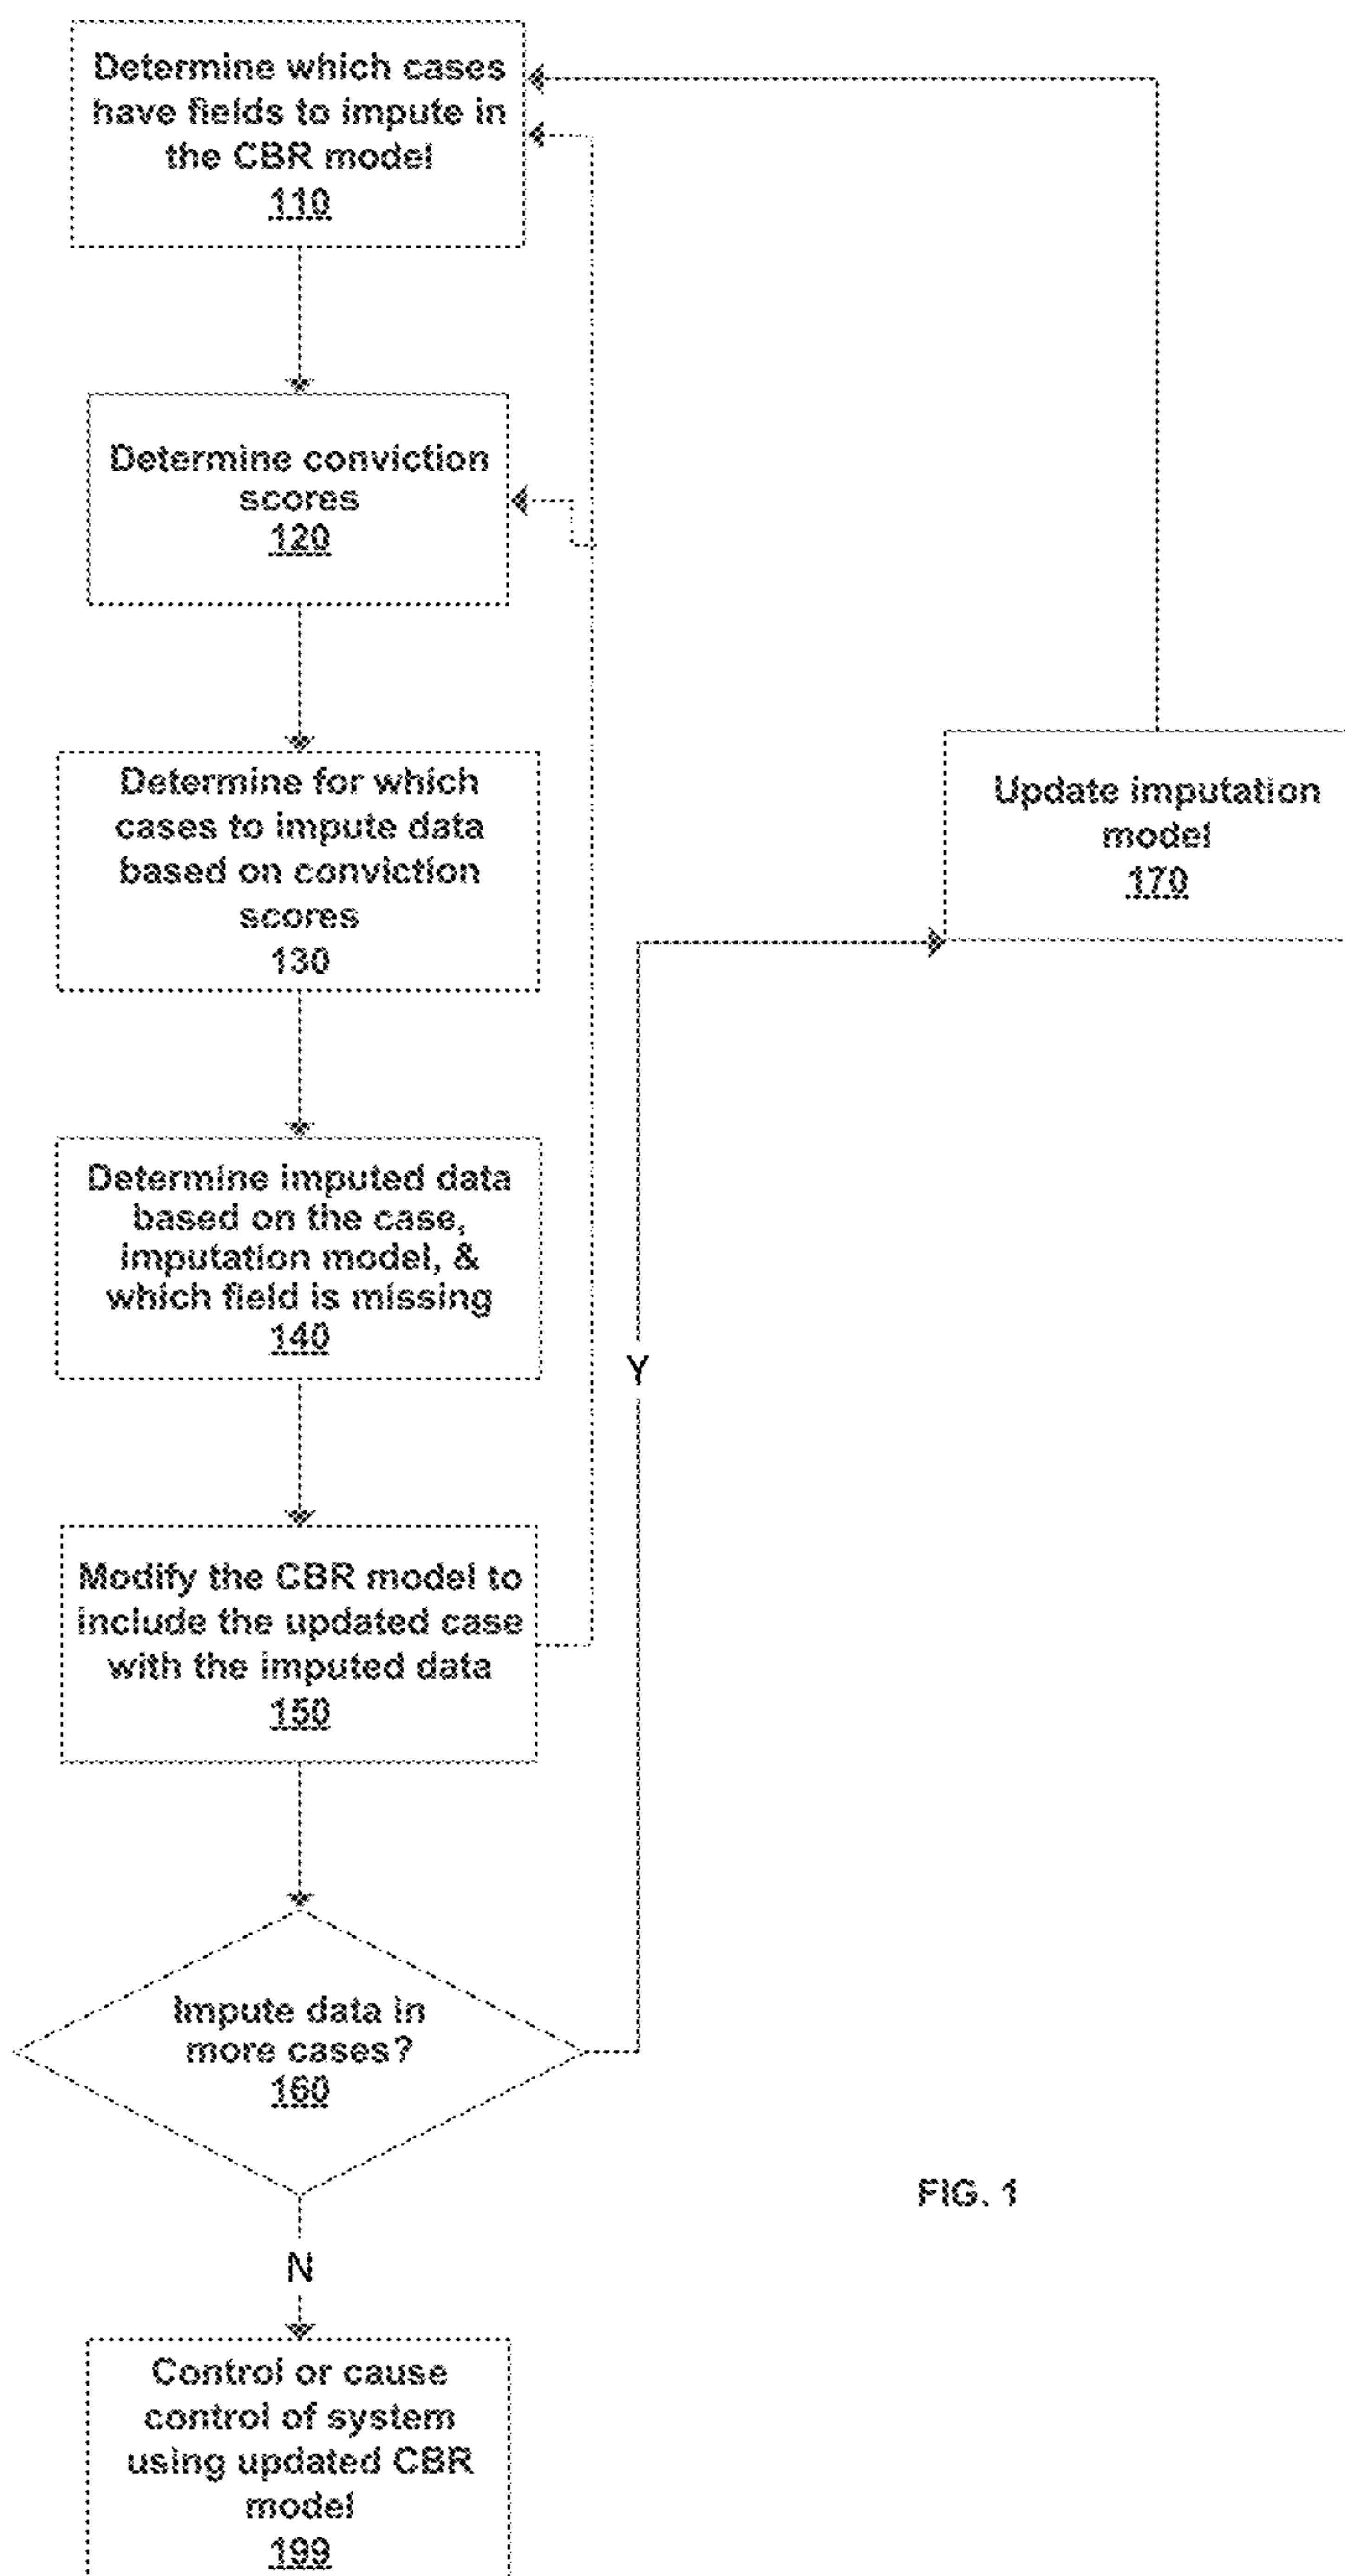 Determine which cases
have fields to impute in
the CBR model
110
Determine conviction
scores
120
Determine for which
cases to impute data
based on conviction
scores
130
Update imputation
model
170
Determine imputed data
based on the case,
imputation model, &
which field is missing
140
Y
Modify the CBR model to
include the updated case
with the imputed data
150
Impute data in
more cases?
160
FIG. 1
N
Control or cause
control of system
using updated CBR
model
199